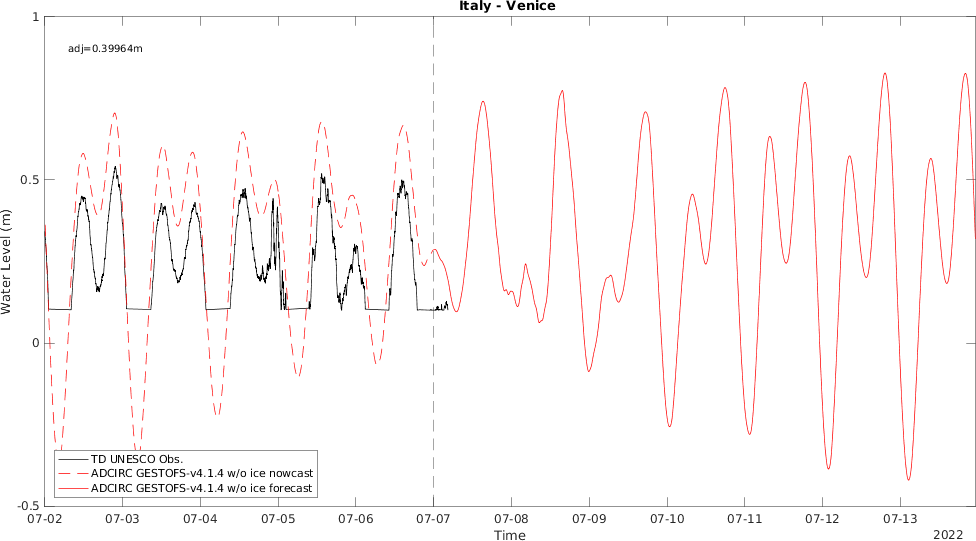 Italy - Venice
adj=0.39964m
Water Level (m)
1
0.5
0
-0.5
TD UNESCO Obs.
ADCIRC GESTOFS-v4.1.4 w/o ice nowcast
ADCIRC GESTOFS-v4.1.4 w/o ice forecast
07-02 07-03 07-04 07-05 07-06 07-07 07-08 07-09 07-10 07-11 07-12 07-13
Time
2022